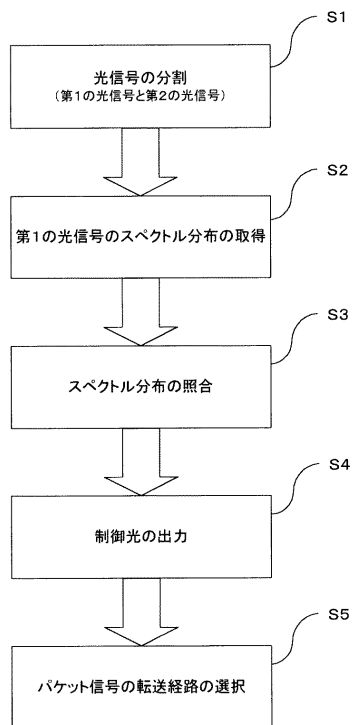 S1
光信号の分割
(第1の光信号と第2の光信号)
S2
第1の光信号のスペクトル分布の取得
S3
スペクトル分布の照合
S4
制御光の出力
S5
パケット信号の転送経路の選択